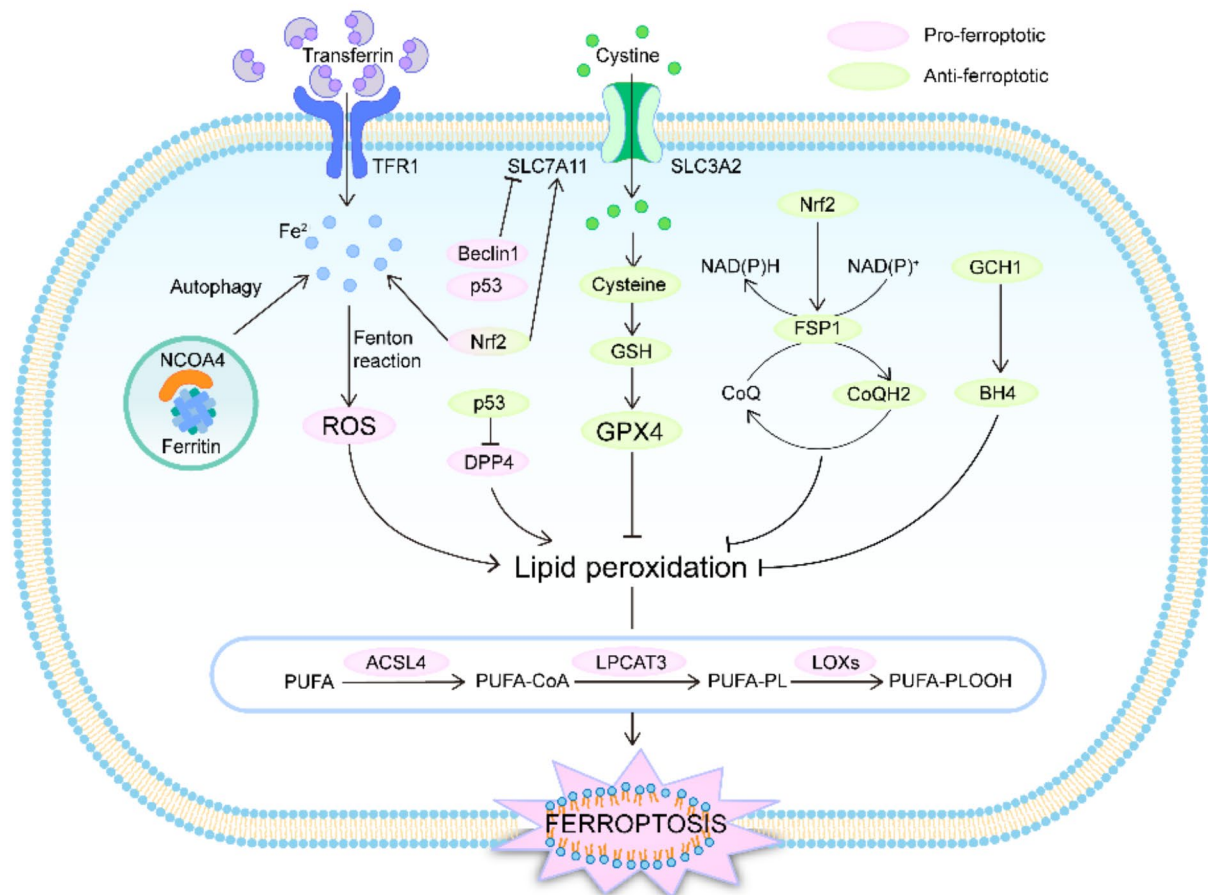 Transferrin
Cystine
Pro-ferroptotic
Anti-ferroptotic
TFR1
SLC7A11
SLC3A2
Fe²
Beclin1
p53
Nrf2
Autophagy
Fenton
reaction
NCOA4
Ferritin
ROS
p53
DPP4
Cysteine
GSH
GPX4
Nrf2
NAD(P)H
NAD(P)⁺
FSP1
CoQ
CoQH2
GCH1
BH4
Lipid peroxidation
ACSL4
LPCAT3
LOXs
PUFA
PUFA-CoA
PUFA-PL
PUFA-PLOOH
FERROPTOSIS